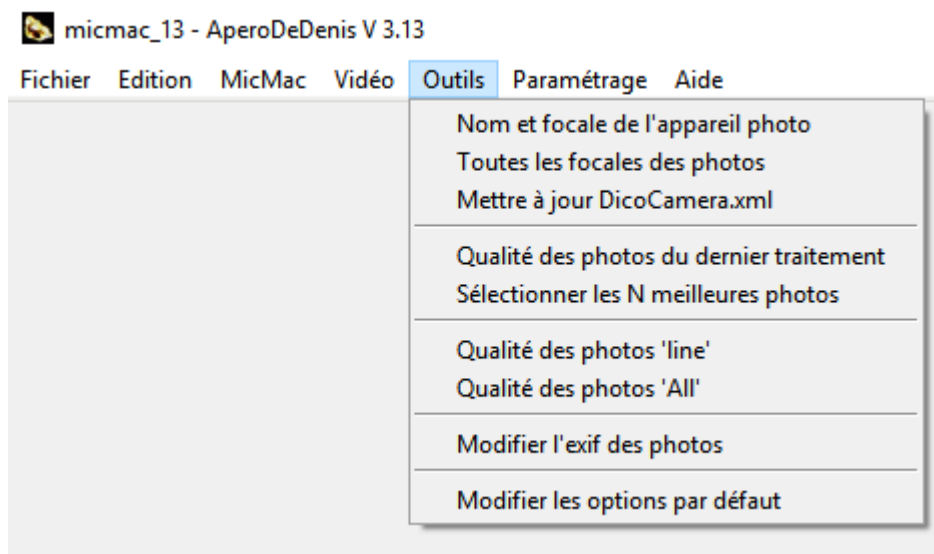 micmac_13 - AperoDeDenis V 3.13
Fichier Edition MicMac Vidéo Outils Paramétrage Aide
Nom et focale de l'appareil photo
Toutes les focales des photos
Mettre à jour DicoCamera.xml
Qualité des photos du dernier traitement
Sélectionner les N meilleures photos
Qualité des photos 'line'
Qualité des photos 'All'
Modifier l'exif des photos
Modifier les options par défaut